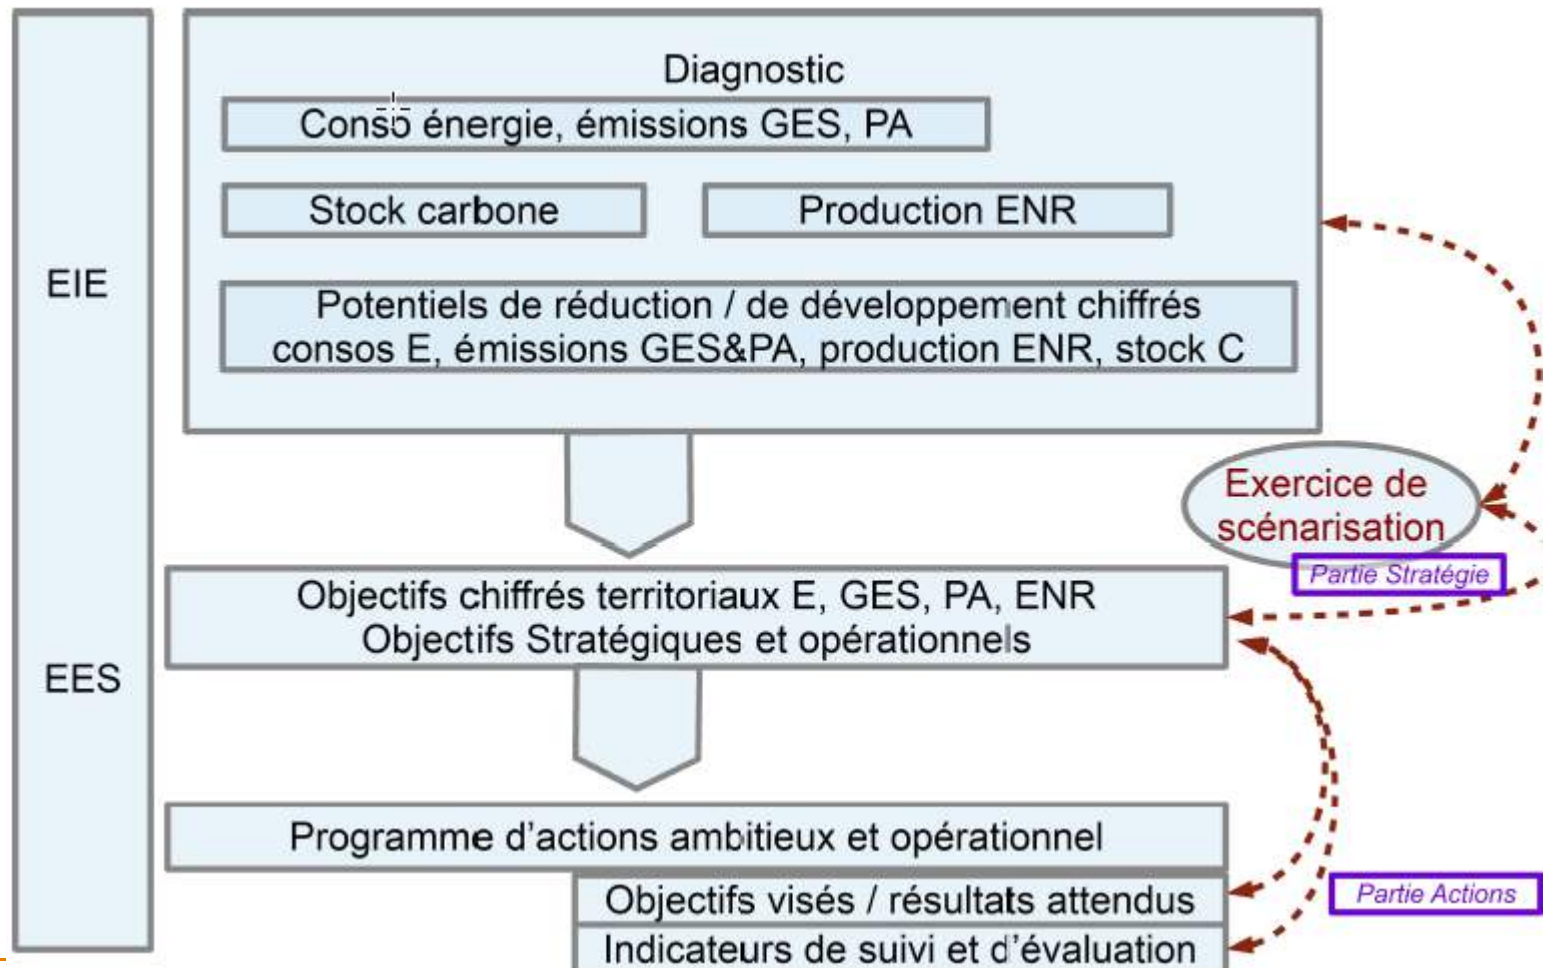 EIE
EES
Diagnostic
Conso énergie, émissions GES, PA
Stock carbone
Production ENR
Potentiels de réduction / de développement chiffrés
consos E, émissions GES&PA, production ENR, stock C
Exercice de
scénarisation
Partie Stratégie
Objectifs chiffrés territoriaux E, GES, PA, ENR
Objectifs Stratégiques et opérationnels
Programme d’actions ambitieux et opérationnel
Objectifs visés / résultats attendus
Partie Actions
Indicateurs de suivi et d’évaluation